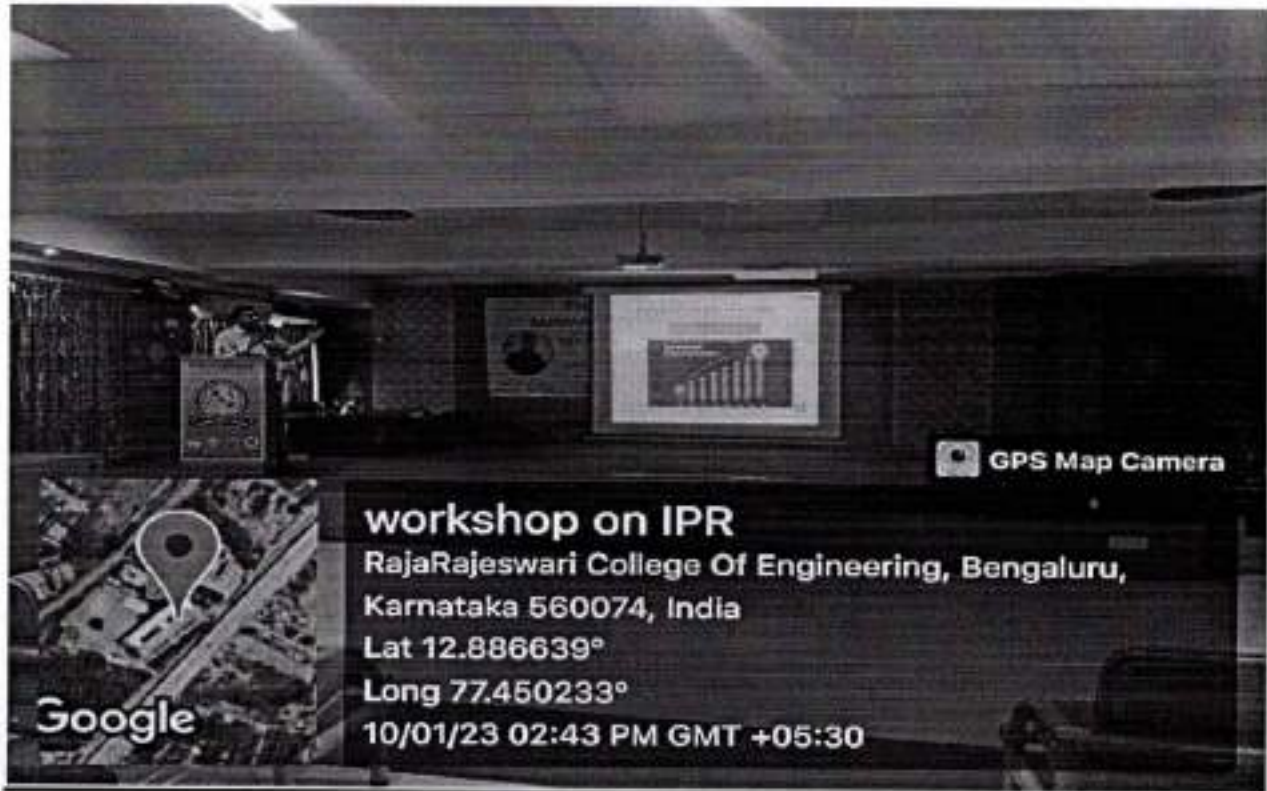 GPS Map Camera
workshop on IPR
RajaRajeswari College Of Engineering, Bengaluru,
Karnataka 560074, India
Lat 12.886639°
Long 77.450233°
10/01/23 02:43 PM GMT +05:30
Google